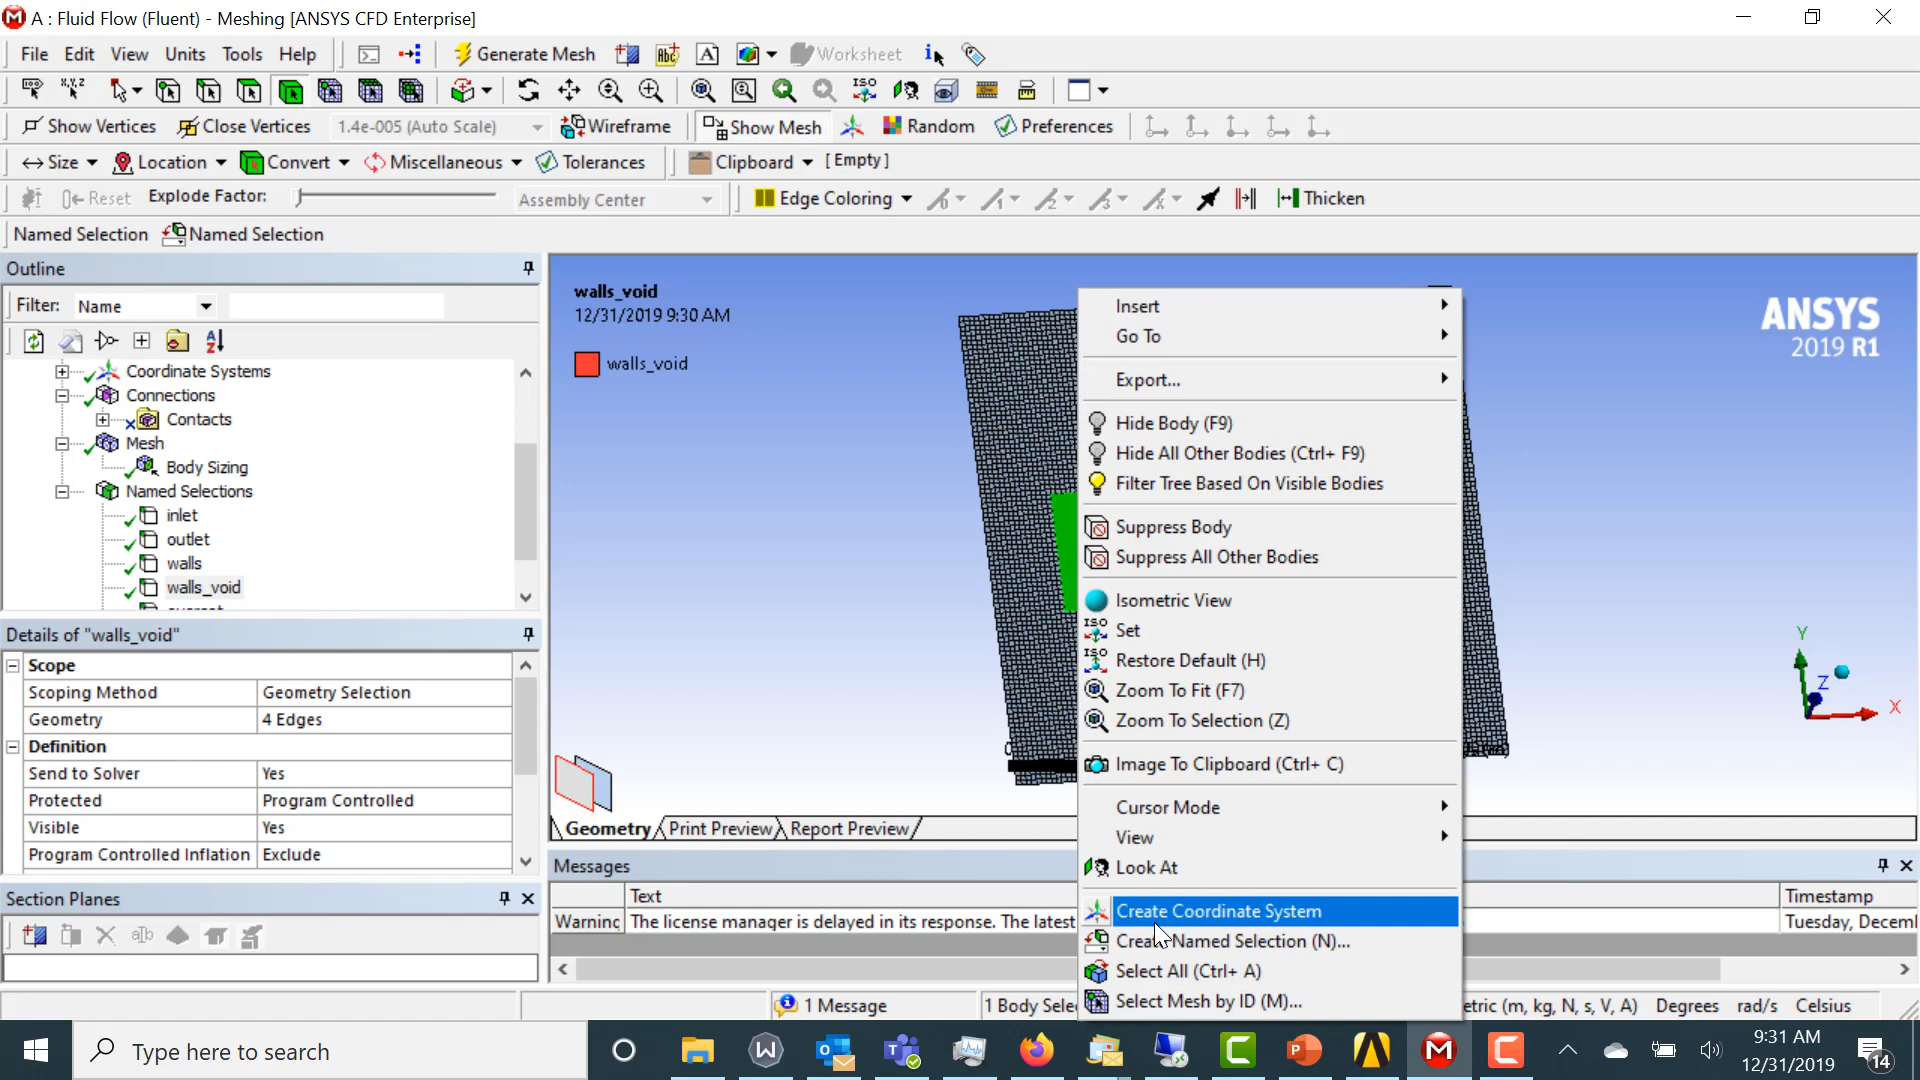 A : Fluid Flow (Fluent) - Meshing [ANSYS CFD Enterprise]
File Edit View Units Tools Help Generate Mesh Worksheet
Show Vertices Close Vertices 1.4e-005 (Auto Scale) Wireframe Show Mesh Random Preferences
Size Location Convert Miscellaneous Tolerances Clipboard [ Empty ]
Reset Explode Factor: Assembly Center Edge Coloring Thicken
Named Selection Named Selection
Outline
Filter: Name
Coordinate Systems
Connections
Contacts
Mesh
Body Sizing
Named Selections
inlet
outlet
walls
walls_void
Details of "walls_void"
Scope
Scoping Method Geometry Selection
Geometry 4 Edges
Definition
Send to Solver Yes
Protected Program Controlled
Visible Yes
Program Controlled Inflation Exclude
Section Planes
walls_void
12/31/2019 9:30 AM
walls_void
ANSYS
2019 R1
Y
Z
X
Insert
Go To
Export...
Hide Body (F9)
Hide All Other Bodies (Ctrl+ F9)
Filter Tree Based On Visible Bodies
Suppress Body
Suppress All Other Bodies
Isometric View
ISO Set
ISO Restore Default (H)
Zoom To Fit (F7)
Zoom To Selection (Z)
Image To Clipboard (Ctrl+ C)
Cursor Mode
View
Look At
Create Coordinate System
Create Named Selection (N)...
Select All (Ctrl+ A)
Select Mesh by ID (M)...
Geometry Print Preview Report Preview
Messages
Text Timestamp
Warning The license manager is delayed in its response. The latest Tuesday, Decemb
1 Message 1 Body Sele etric (m, kg, N, s, V, A) Degrees rad/s Celsius
Type here to search
9:31 AM
12/31/2019
14